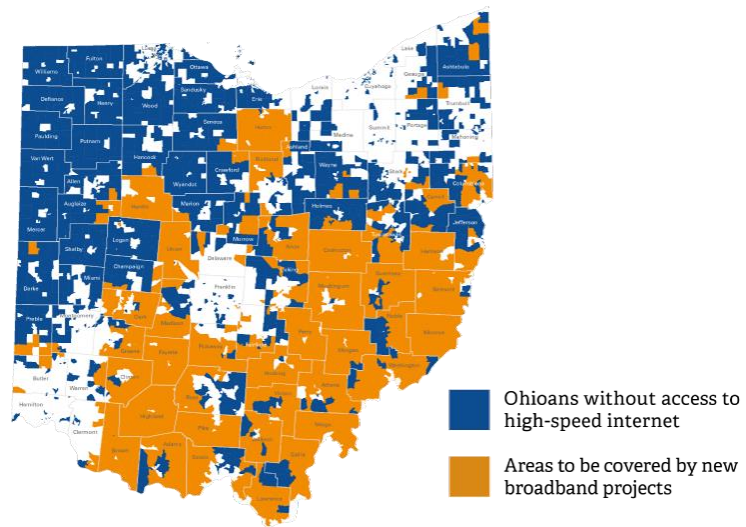 Lake
Fulton
Ottawa
Williams
Ashtabula
Geauga
Lorain
Cuyahoga
Sandusky
Erie
Defiance
Henry
Wood
Trumbull
Seneca
Huron
Medina
Summit
Portage
Mahoning
Paulding
Putnam
Ashland
Hancock
Richland
Wayne
Stark
Van Wert
Crawford
Wyandot
Allen
Columbiana
Hardin
Carroll
Auglaize
Marion
Holmes
Mercer
Morrow
Jefferson
Logan
Union
Knox
Coshocton
Harrison
Shelby
Delaware
Champaign
Licking
Guernsey
Miami
Muskingum
Belmont
Darke
Franklin
Clark
Noble
Preble
Montgomery
Madison
Perry
Monroe
Greene
Fayette
Pickaway
Morgan
Washington
Butler
Warren
Clinton
Hocking
Athens
Ross
Vinton
Hamilton
Highland
Meigs
Clermont
Pike
Brown
Adams
Scioto
Gallia
Lawrence
Ohioans without access to
high-speed internet
Areas to be covered by new
broadband projects